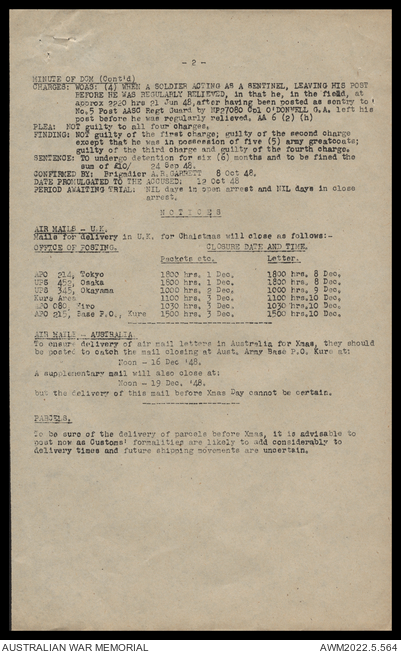 - 2 -
MINUTE OF DCM (Cont'd)
CHARGES: WOAS: (4) WHEN A SOLDIER ACTING AS A SENTINEL, LEAVING HIS POST
BEFORE HE WAS REGULARLY RELIEVED, in that he, in the field, at
approx 2220 hrs 21 Jun 48, after having been posted as sentry to
No.5 Post AASO Regt Guard by NP27080 Cpl O'DONNELL G.A. left his
post before he was regularly relieved, AA 6 (2) (h)
PLEA: NOT guilty to all four charges.
FINDING: NOT guilty of the first charge; guilty of the second charge
except that he was in possession of five (5) army greatcoats;
guilty of the third charge and guilty of the fourth charge.
SENTENCE: TO undergo detention for six (6) months and to be fined the
sum of £10/ 24 Sep 48.
CONFIRMED BY: Brigadier A.B.GARRETT 8 Oct 48.
DATE PROMULGATED TO THE ACCUSED: 12 Oct 48
PERIOD AWAITING TRIAL: NIL days in open arrest and NIL days in close
arrest.
N O T I C E S
AIR MAILS - U.K.
Mails for delivery in U.K. for Christmas will close as follows:-
OFFICE OF POSTING. CLOSURE DATE AND TIME.
Packets etc. Letter.
APO 214, Tokyo 1800 hrs. 1 Dec. 1800 hrs. 8 Dec.
UPS 452, Osaka 1800 hrs. 1 Dec. 1800 hrs. 8 Dec.
UPS 345, Okayama 1000 hrs. 2 Dec. 1000 hrs. 9 Dec.
Kure Area 1100 hrs. 3 Dec. 1100 hrs.10 Dec.
APO 080, Hiro 1030 hrs. 3 Dec. 1030 hrs.10 Dec.
APO 215, Base P.O., Kure 1500 hrs. 3 Dec. 1500 hrs.10 Dec.
AIR MAILS - AUSTRALIA
To ensure delivery of air mail letters in Australia for Xmas, they should
be posted to catch the mail closing at Aust. Army Base P.O. Kure at:
Noon - 16 Dec '48.
A supplementary mail will also close at:
Noon - 19 Dec. '48.
but the delivery of this mail before Xmas Day cannot be certain.
PARCELS.
To be sure of the delivery of parcels before Xmas, it is advisable to
post now as Customs' formalities are likely to add considerably to
delivery times and future shipping movements are uncertain.
AUSTRALIAN WAR MEMORIAL
AWM2022.5.564